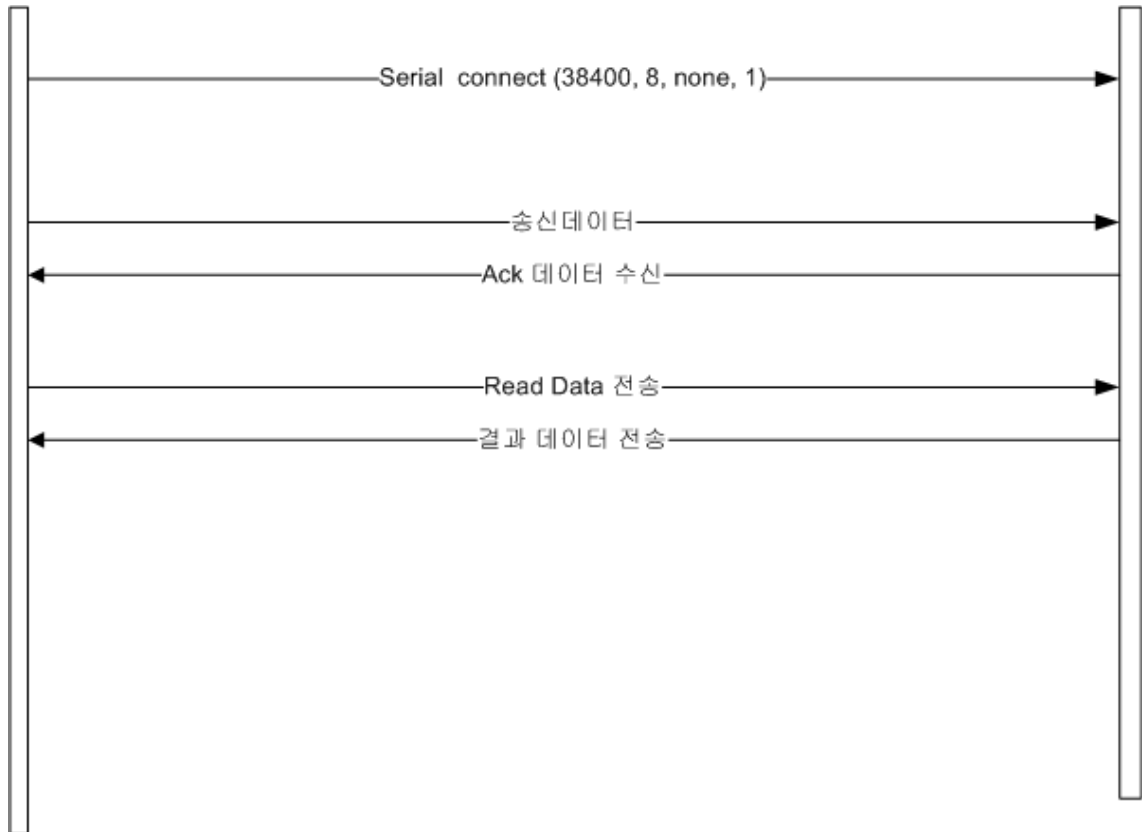 Serial connect (38400, 8, none, 1)
송신데이터
Ack 데이터 수신
Read Data 전송
결과 데이터 전송